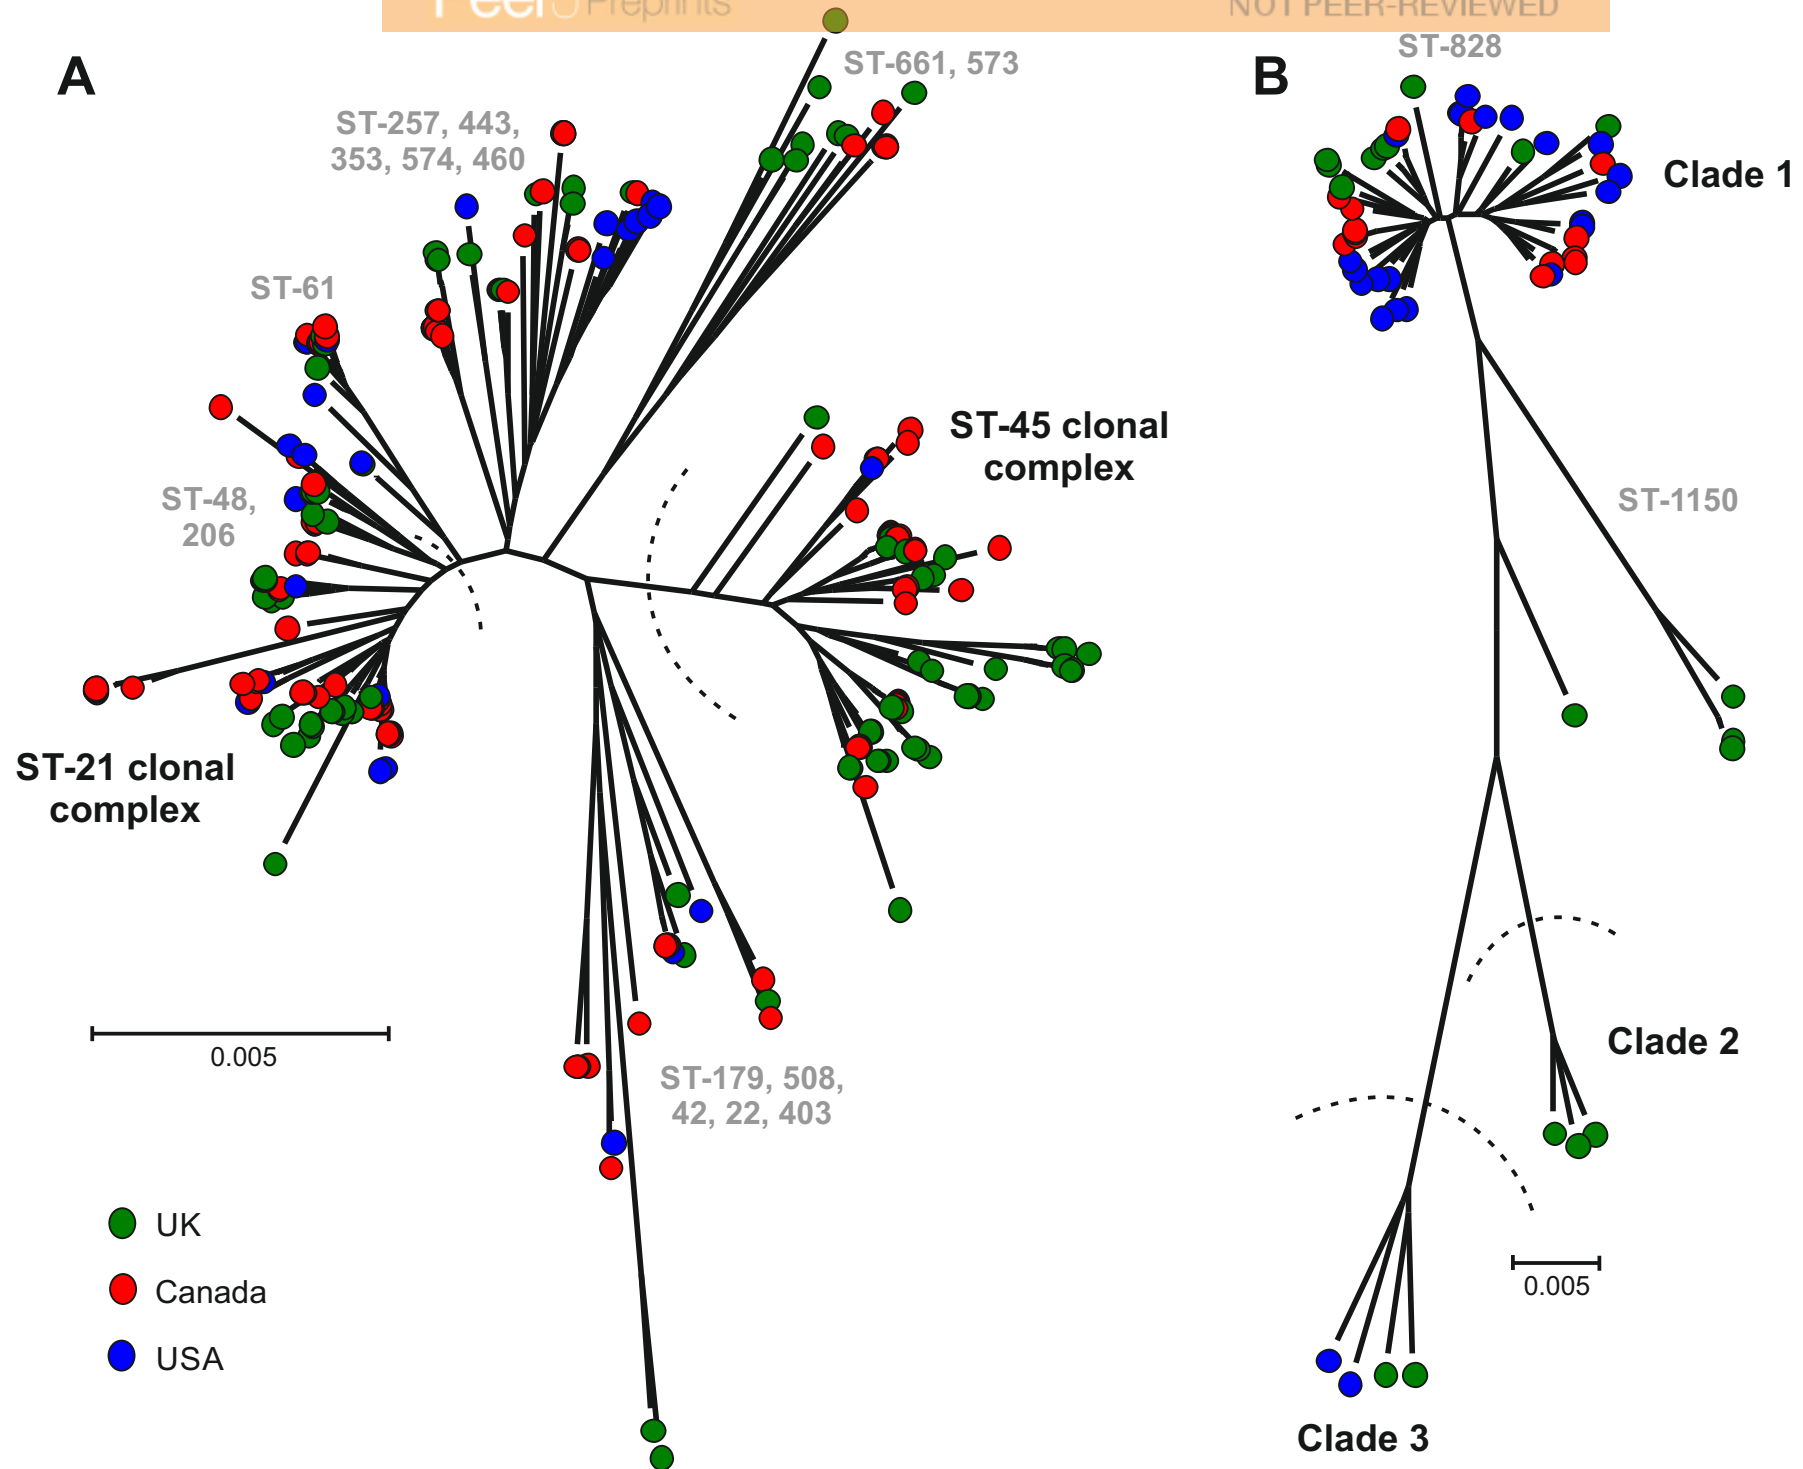 PeerJ Preprints
NOT PEER-REVIEWED
A
ST-661, 573
ST-257, 443,
353, 574, 460
ST-61
ST-45 clonal
complex
ST-48,
206
ST-21 clonal
complex
0.005
ST-179, 508,
42, 22, 403
UK
Canada
USA
B
ST-828
Clade 1
ST-1150
Clade 2
0.005
Clade 3